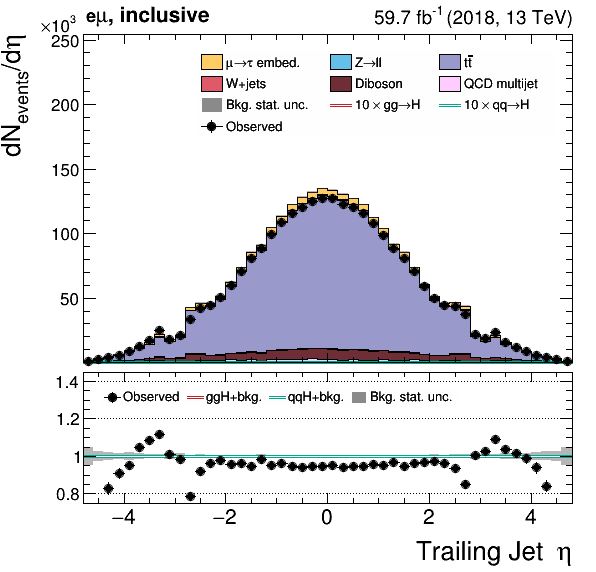 ×10³ eμ, inclusive 59.7 fb⁻¹ (2018, 13 TeV)
dN_events/dη
250
200
150
100
50
μ→τ embed. Z→ll tt̄
W+jets Diboson QCD multijet
Bkg. stat. unc. 10 × gg→H 10 × qq→H
Observed
1.4
1.2
1
0.8
Observed ggH+bkg. qqH+bkg. Bkg. stat. unc.
−4 −2 0 2 4
Trailing Jet η